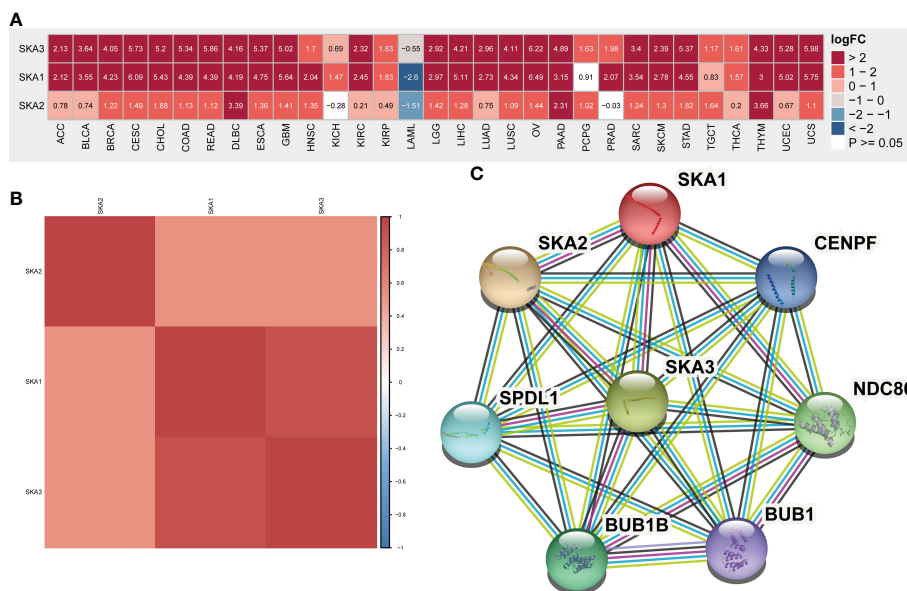 A
SKA3 2.13 3.64 4.05 5.73 5.2 5.34 5.86 4.16 5.37 5.02 1.7 0.69 2.32 1.83 −0.55 2.92 4.21 2.96 4.11 6.22 4.89 1.63 1.98 3.4 2.39 5.37 1.17 1.61 4.33 5.28 5.98
SKA1 2.12 3.55 4.23 6.09 5.43 4.39 4.39 4.19 4.75 5.64 2.04 1.47 2.45 1.83 −2.6 2.97 5.11 2.73 4.34 6.49 5.41 0.91 2.07 3.54 2.78 4.55 0.83 1.57 3 5.02 5.75
SKA2 0.78 0.74 1.22 1.49 1.88 1.13 1.12 3.39 1.36 1.41 1.35 −0.28 0.21 0.49 −1.51 1.42 1.28 0.75 1.09 1.44 2.31 1.02 −0.03 1.24 1.3 1.82 1.64 0.2 3.66 0.67 1.1
ACC BLCA BRCA CESC CHOL COAD READ DLBC ESCA GBM HNSC KICH KIRC KIRP LAML LGG LIHC LUAD LUSC OV PAAD PCPG PRAD SARC SKCM STAD TGCT THCA THYM UCEC UCS
logFC
> 2
1 − 2
0 − 1
−1 − 0
−2 − −1
< −2
P >= 0.05
B
SKA2 SKA1 SKA3
SKA2
SKA1
SKA3
1
0.8
0.6
0.4
0.2
0
−0.2
−0.4
−0.6
−0.8
−1
C
SKA1
SKA2
CENPF
SKA3
SPDL1
NDC80
BUB1B
BUB1